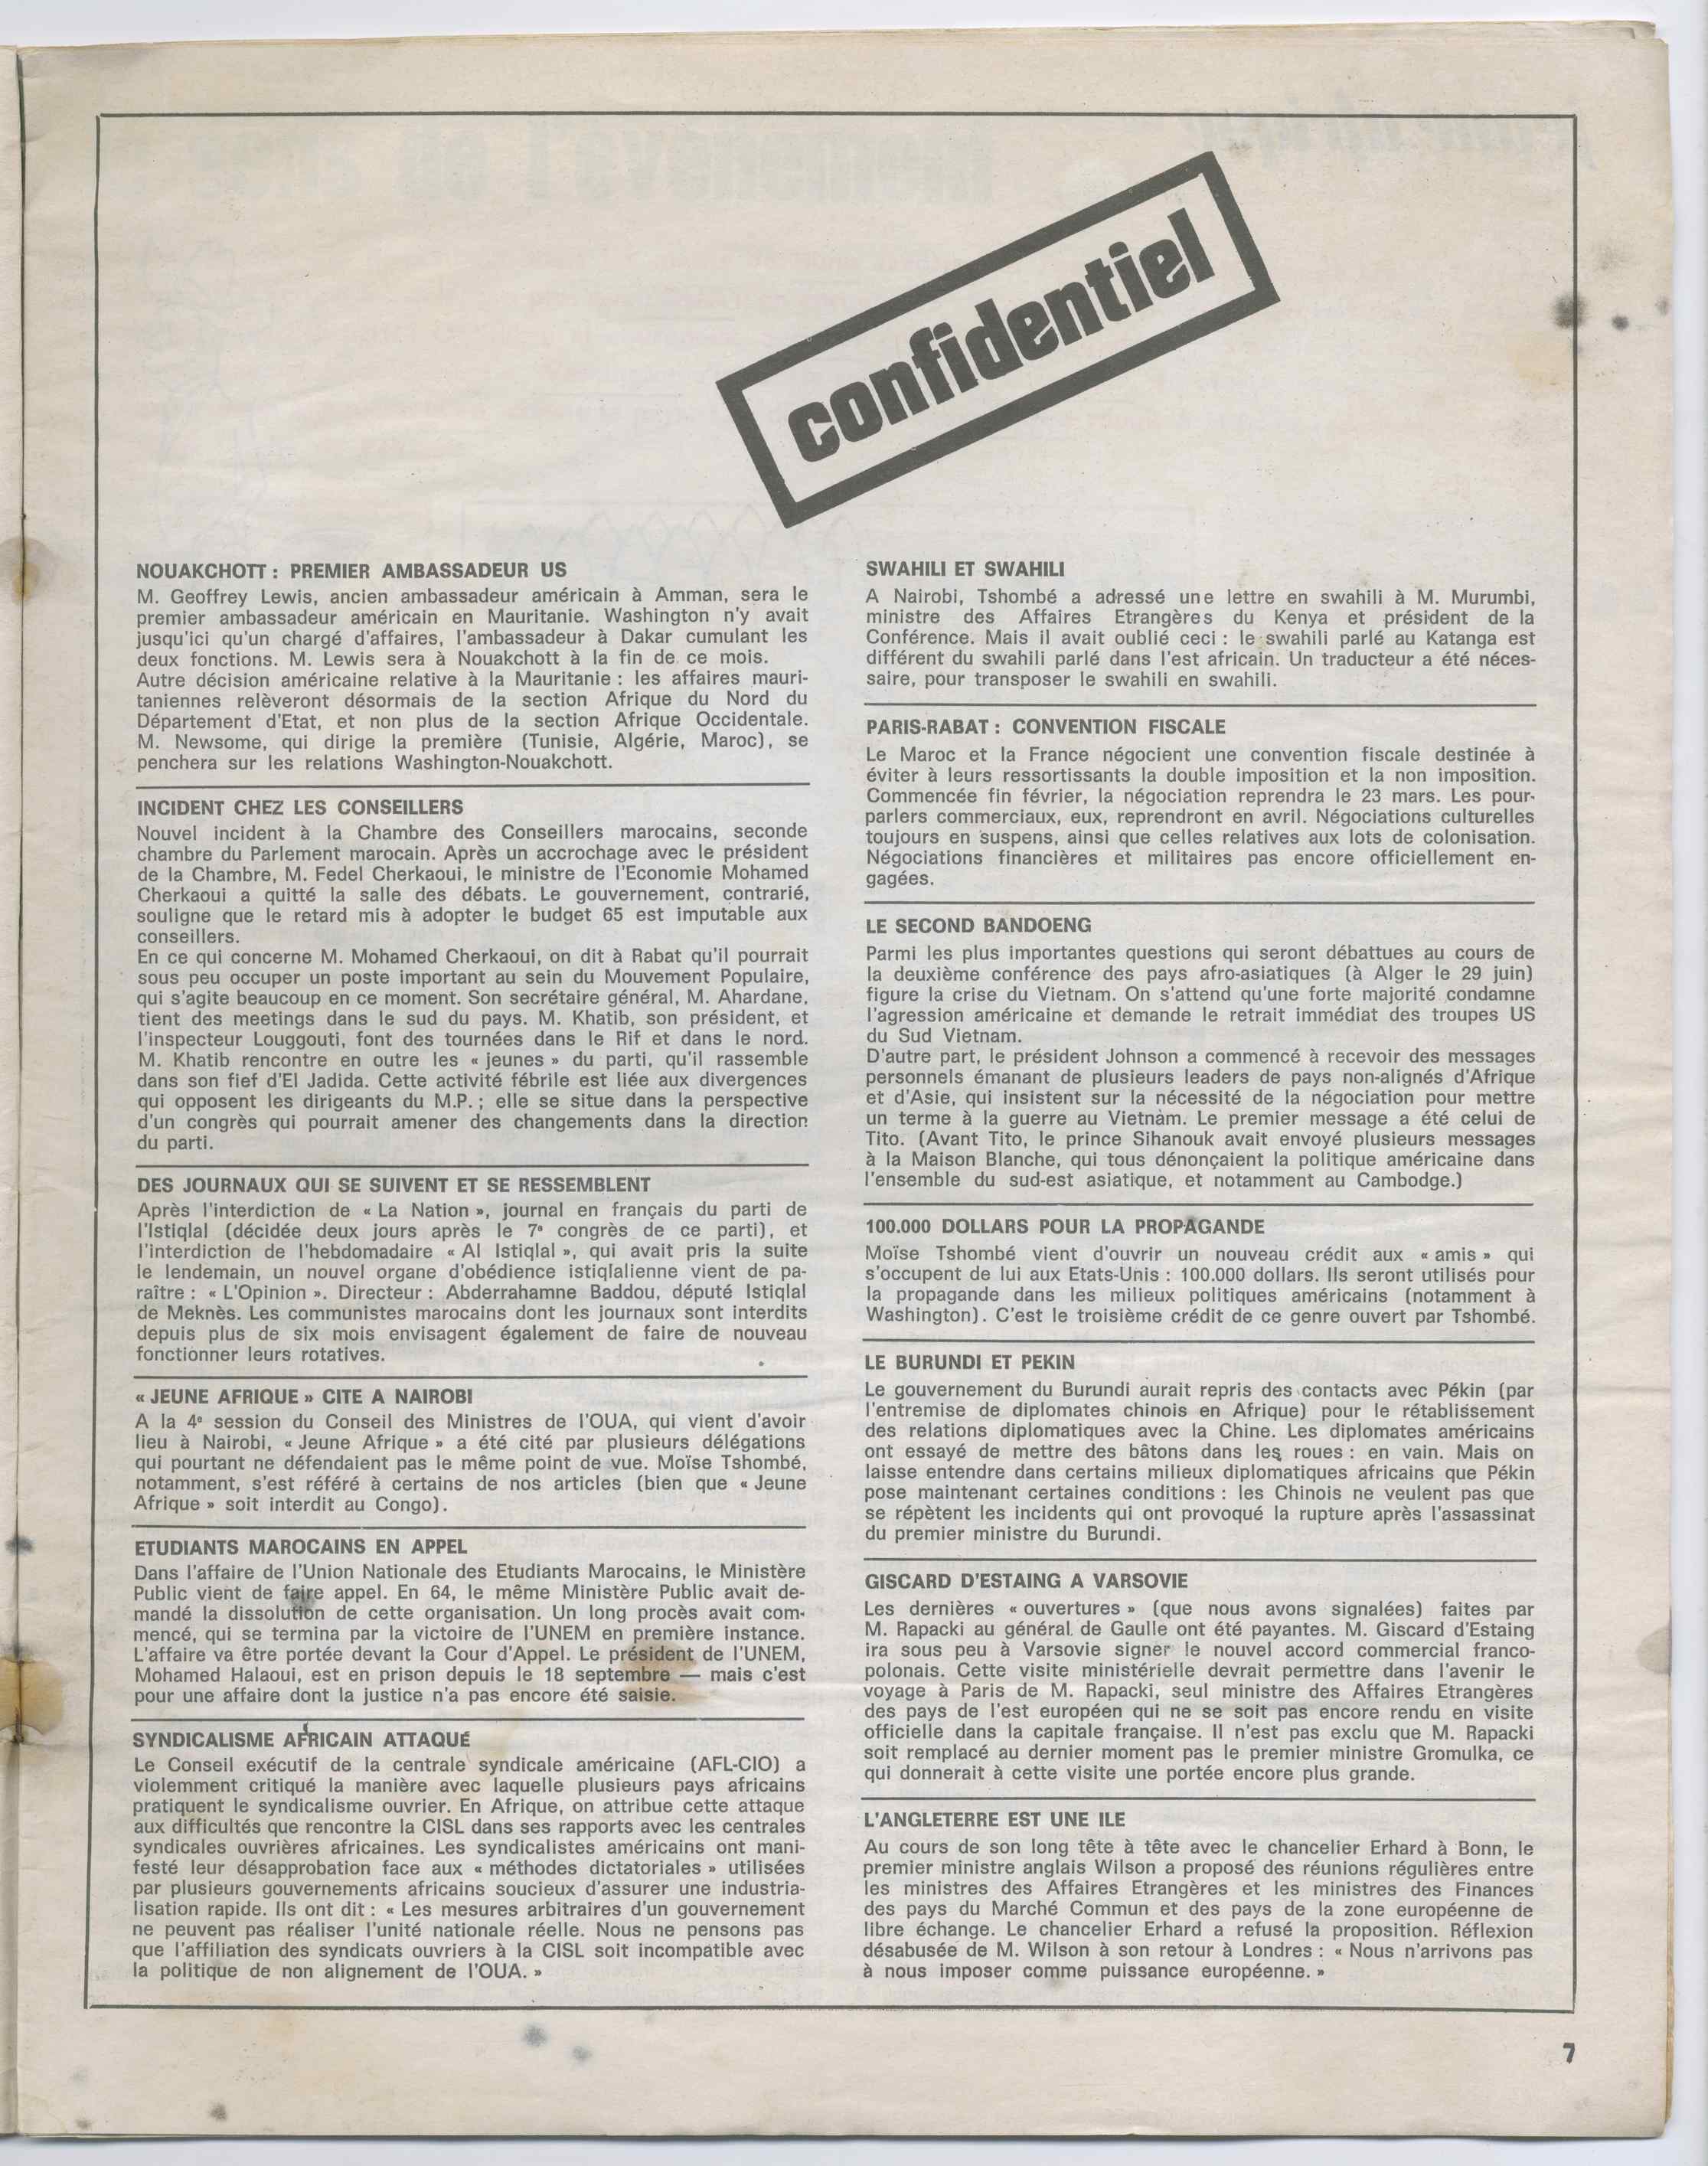 confidentiel
NOUAKCHOTT : PREMIER AMBASSADEUR US
M. Geoffrey Lewis, ancien ambassadeur américain à Amman, sera le
premier ambassadeur américain en Mauritanie. Washington n'y avait
jusqu'ici qu'un chargé d'affaires, l'ambassadeur à Dakar cumulant les
deux fonctions. M. Lewis sera à Nouakchott à la fin de ce mois.
Autre décision américaine relative à la Mauritanie : les affaires mauri-
taniennes relèveront désormais de la section Afrique du Nord du
Département d'Etat, et non plus de la section Afrique Occidentale.
M. Newsome, qui dirige la première (Tunisie, Algérie, Maroc), se
penchera sur les relations Washington-Nouakchott.
INCIDENT CHEZ LES CONSEILLERS
Nouvel incident à la Chambre des Conseillers marocains, seconde
chambre du Parlement marocain. Après un accrochage avec le président
de la Chambre, M. Fedel Cherkaoui, le ministre de l'Economie Mohamed
Cherkaoui a quitté la salle des débats. Le gouvernement, contrarié,
souligne que le retard mis à adopter le budget 65 est imputable aux
conseillers.
En ce qui concerne M. Mohamed Cherkaoui, on dit à Rabat qu'il pourrait
sous peu occuper un poste important au sein du Mouvement Populaire,
qui s'agite beaucoup en ce moment. Son secrétaire général, M. Ahardane,
tient des meetings dans le sud du pays. M. Khatib, son président, et
l'inspecteur Louggouti, font des tournées dans le Rif et dans le nord.
M. Khatib rencontre en outre les « jeunes » du parti, qu'il rassemble
dans son fief d'El Jadida. Cette activité fébrile est liée aux divergences
qui opposent les dirigeants du M.P. ; elle se situe dans la perspective
d'un congrès qui pourrait amener des changements dans la direction
du parti.
DES JOURNAUX QUI SE SUIVENT ET SE RESSEMBLENT
Après l'interdiction de « La Nation », journal en français du parti de
l'Istiqlal (décidée deux jours après le 7e congrès de ce parti), et
l'interdiction de l'hebdomadaire « Al Istiqlal », qui avait pris la suite
le lendemain, un nouvel organe d'obédience istiqlalienne vient de pa-
raître : « L'Opinion ». Directeur : Abderrahamne Baddou, député Istiqlal
de Meknès. Les communistes marocains dont les journaux sont interdits
depuis plus de six mois envisagent également de faire de nouveau
fonctionner leurs rotatives.
« JEUNE AFRIQUE » CITE A NAIROBI
A la 4e session du Conseil des Ministres de l'OUA, qui vient d'avoir
lieu à Nairobi, « Jeune Afrique » a été cité par plusieurs délégations
qui pourtant ne défendaient pas le même point de vue. Moïse Tshombé,
notamment, s'est référé à certains de nos articles (bien que « Jeune
Afrique » soit interdit au Congo).
ETUDIANTS MAROCAINS EN APPEL
Dans l'affaire de l'Union Nationale des Etudiants Marocains, le Ministère
Public vient de faire appel. En 64, le même Ministère Public avait de-
mandé la dissolution de cette organisation. Un long procès avait com-
mencé, qui se termina par la victoire de l'UNEM en première instance.
L'affaire va être portée devant la Cour d'Appel. Le président de l'UNEM,
Mohamed Halaoui, est en prison depuis le 18 septembre — mais c'est
pour une affaire dont la justice n'a pas encore été saisie.
SYNDICALISME AFRICAIN ATTAQUÉ
Le Conseil exécutif de la centrale syndicale américaine (AFL-CIO) a
violemment critiqué la manière avec laquelle plusieurs pays africains
pratiquent le syndicalisme ouvrier. En Afrique, on attribue cette attaque
aux difficultés que rencontre la CISL dans ses rapports avec les centrales
syndicales ouvrières africaines. Les syndicalistes américains ont mani-
festé leur désapprobation face aux « méthodes dictatoriales » utilisées
par plusieurs gouvernements africains soucieux d'assurer une industria-
lisation rapide. Ils ont dit : « Les mesures arbitraires d'un gouvernement
ne peuvent pas réaliser l'unité nationale réelle. Nous ne pensons pas
que l'affiliation des syndicats ouvriers à la CISL soit incompatible avec
la politique de non alignement de l'OUA. »
SWAHILI ET SWAHILI
A Nairobi, Tshombé a adressé une lettre en swahili à M. Murumbi,
ministre des Affaires Etrangères du Kenya et président de la
Conférence. Mais il avait oublié ceci : le swahili parlé au Katanga est
différent du swahili parlé dans l'est africain. Un traducteur a été néces-
saire, pour transposer le swahili en swahili.
PARIS-RABAT : CONVENTION FISCALE
Le Maroc et la France négocient une convention fiscale destinée à
éviter à leurs ressortissants la double imposition et la non imposition.
Commencée fin février, la négociation reprendra le 23 mars. Les pour-
parlers commerciaux, eux, reprendront en avril. Négociations culturelles
toujours en suspens, ainsi que celles relatives aux lots de colonisation.
Négociations financières et militaires pas encore officiellement en-
gagées.
LE SECOND BANDOENG
Parmi les plus importantes questions qui seront débattues au cours de
la deuxième conférence des pays afro-asiatiques (à Alger le 29 juin)
figure la crise du Vietnam. On s'attend qu'une forte majorité condamne
l'agression américaine et demande le retrait immédiat des troupes US
du Sud Vietnam.
D'autre part, le président Johnson a commencé à recevoir des messages
personnels émanant de plusieurs leaders de pays non-alignés d'Afrique
et d'Asie, qui insistent sur la nécessité de la négociation pour mettre
un terme à la guerre au Vietnam. Le premier message a été celui de
Tito. (Avant Tito, le prince Sihanouk avait envoyé plusieurs messages
à la Maison Blanche, qui tous dénonçaient la politique américaine dans
l'ensemble du sud-est asiatique, et notamment au Cambodge.)
100.000 DOLLARS POUR LA PROPAGANDE
Moïse Tshombé vient d'ouvrir un nouveau crédit aux « amis » qui
s'occupent de lui aux Etats-Unis : 100.000 dollars. Ils seront utilisés pour
la propagande dans les milieux politiques américains (notamment à
Washington). C'est le troisième crédit de ce genre ouvert par Tshombé.
LE BURUNDI ET PEKIN
Le gouvernement du Burundi aurait repris des contacts avec Pékin (par
l'entremise de diplomates chinois en Afrique) pour le rétablissement
des relations diplomatiques avec la Chine. Les diplomates américains
ont essayé de mettre des bâtons dans les roues : en vain. Mais on
laisse entendre dans certains milieux diplomatiques africains que Pékin
pose maintenant certaines conditions : les Chinois ne veulent pas que
se répètent les incidents qui ont provoqué la rupture après l'assassinat
du premier ministre du Burundi.
GISCARD D'ESTAING A VARSOVIE
Les dernières « ouvertures » (que nous avons signalées) faites par
M. Rapacki au général de Gaulle ont été payantes. M. Giscard d'Estaing
ira sous peu à Varsovie signer le nouvel accord commercial franco-
polonais. Cette visite ministérielle devrait permettre dans l'avenir le
voyage à Paris de M. Rapacki, seul ministre des Affaires Etrangères
des pays de l'est européen qui ne se soit pas encore rendu en visite
officielle dans la capitale française. Il n'est pas exclu que M. Rapacki
soit remplacé au dernier moment pas le premier ministre Gromulka, ce
qui donnerait à cette visite une portée encore plus grande.
L'ANGLETERRE EST UNE ILE
Au cours de son long tête à tête avec le chancelier Erhard à Bonn, le
premier ministre anglais Wilson a proposé des réunions régulières entre
les ministres des Affaires Etrangères et les ministres des Finances
des pays du Marché Commun et des pays de la zone européenne de
libre échange. Le chancelier Erhard a refusé la proposition. Réflexion
désabusée de M. Wilson à son retour à Londres : « Nous n'arrivons pas
à nous imposer comme puissance européenne. »
7